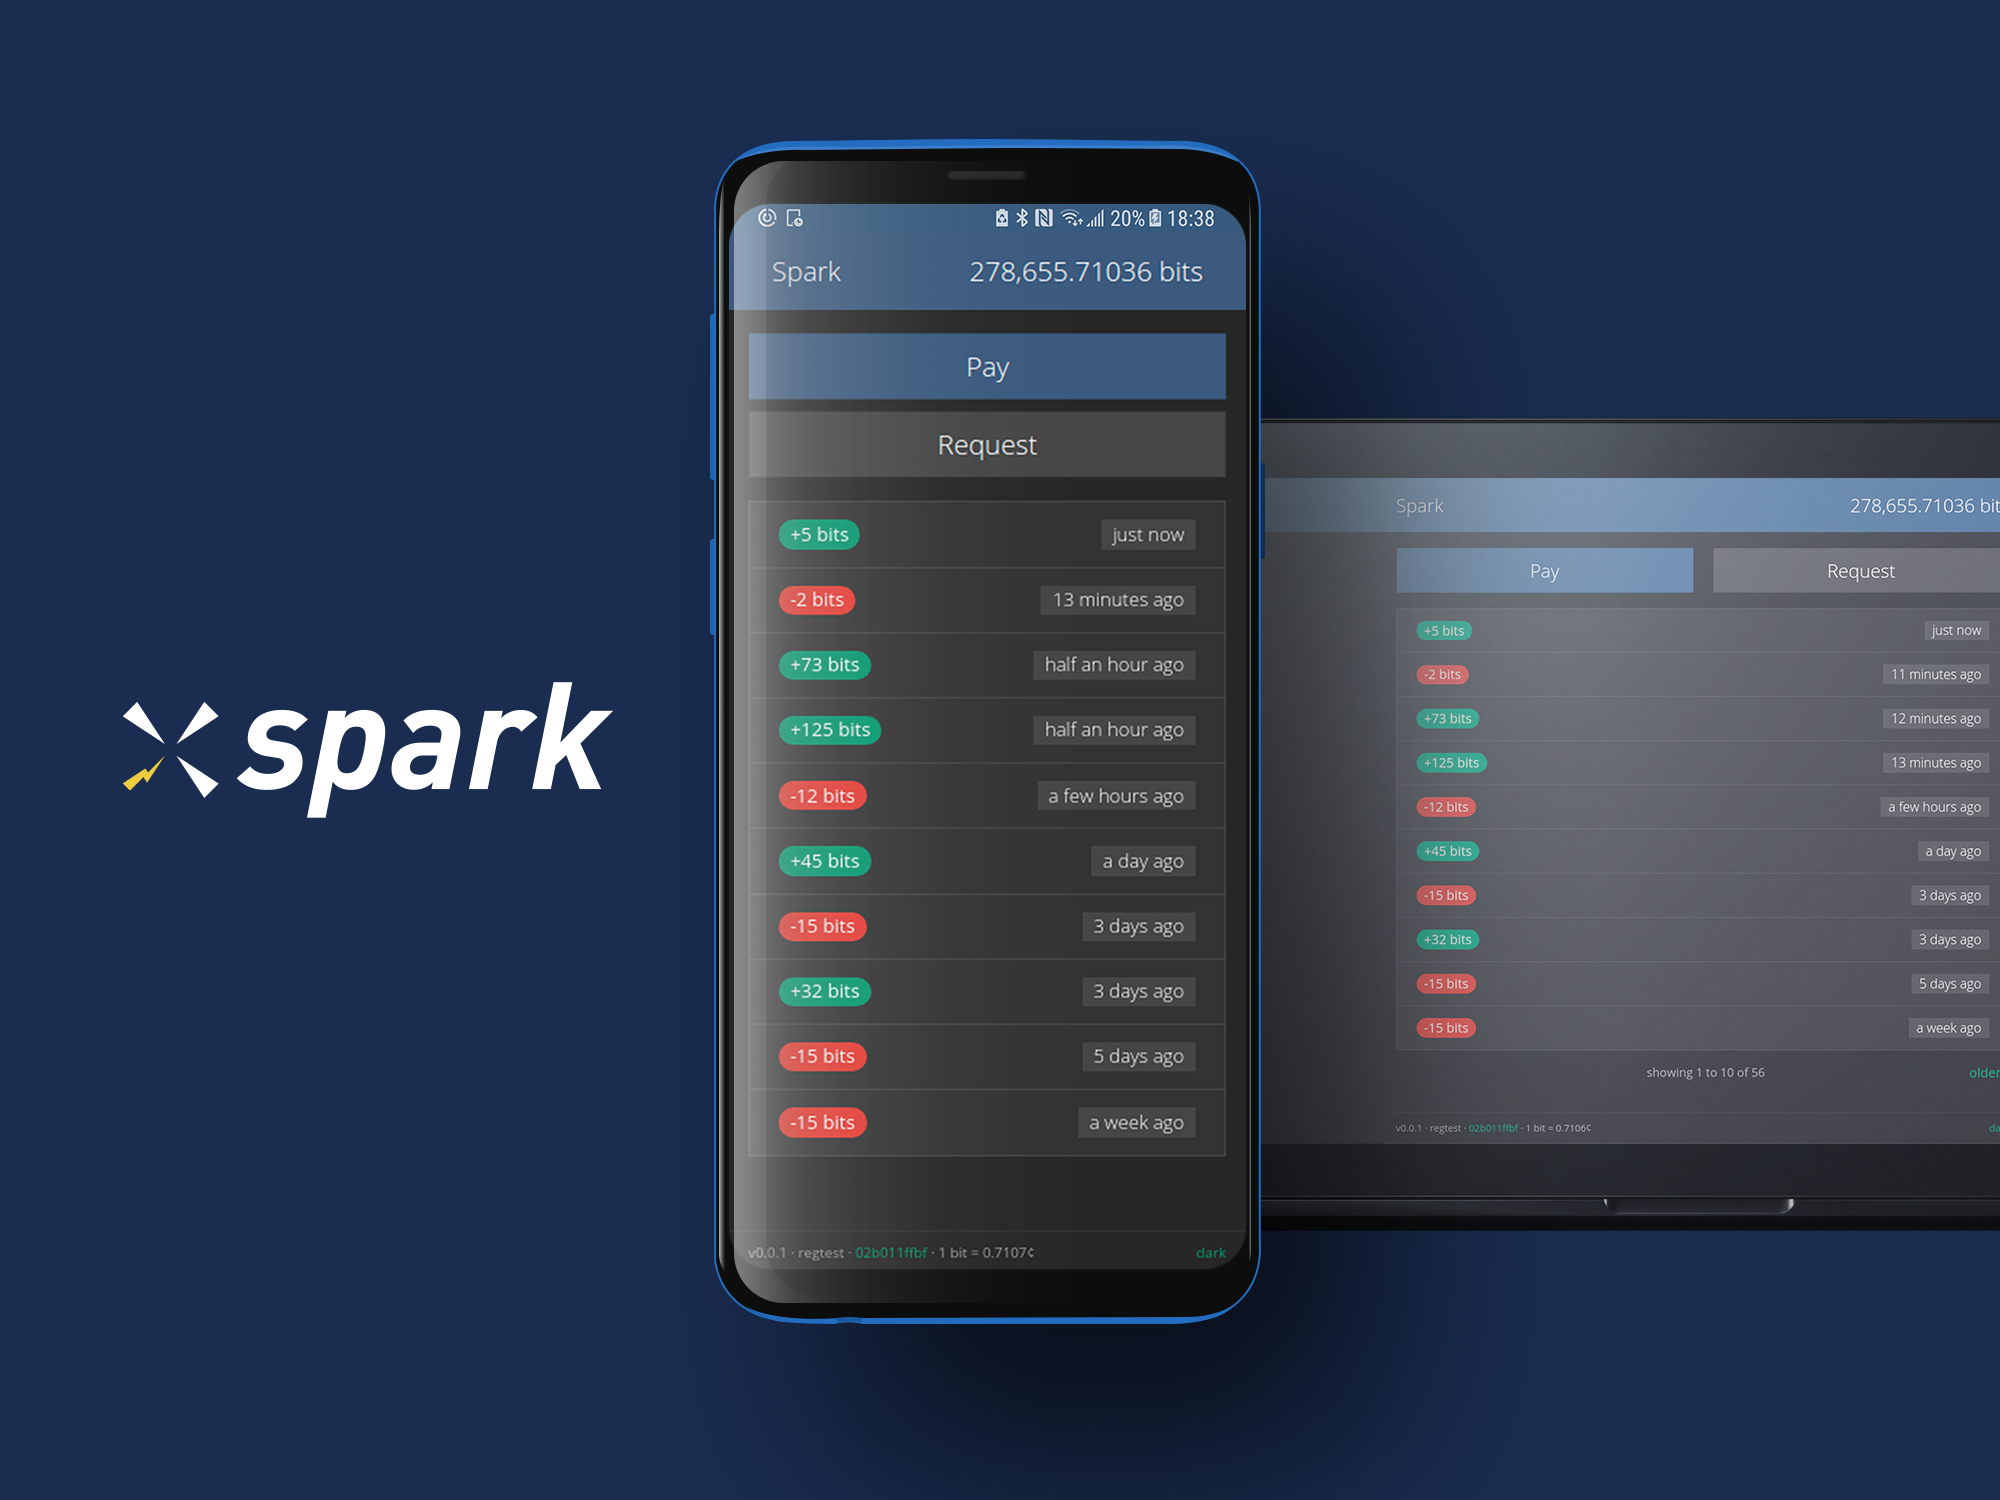 spark
20% 18:38
Spark 278,655.71036 bits
Pay
Request
+5 bits just now
-2 bits 13 minutes ago
+73 bits half an hour ago
+125 bits half an hour ago
-12 bits a few hours ago
+45 bits a day ago
-15 bits 3 days ago
+32 bits 3 days ago
-15 bits 5 days ago
-15 bits a week ago
v0.0.1 · regtest · 02b011ffbf · 1 bit = 0.7107¢ dark
Spark 278,655.71036 bit
Pay Request
+5 bits just now
-2 bits 11 minutes ago
+73 bits 12 minutes ago
+125 bits 13 minutes ago
-12 bits a few hours ago
+45 bits a day ago
-15 bits 3 days ago
+32 bits 3 days ago
-15 bits 5 days ago
-15 bits a week ago
showing 1 to 10 of 56 older
v0.0.1 · regtest · 02b011ffbf · 1 bit = 0.7106¢ da